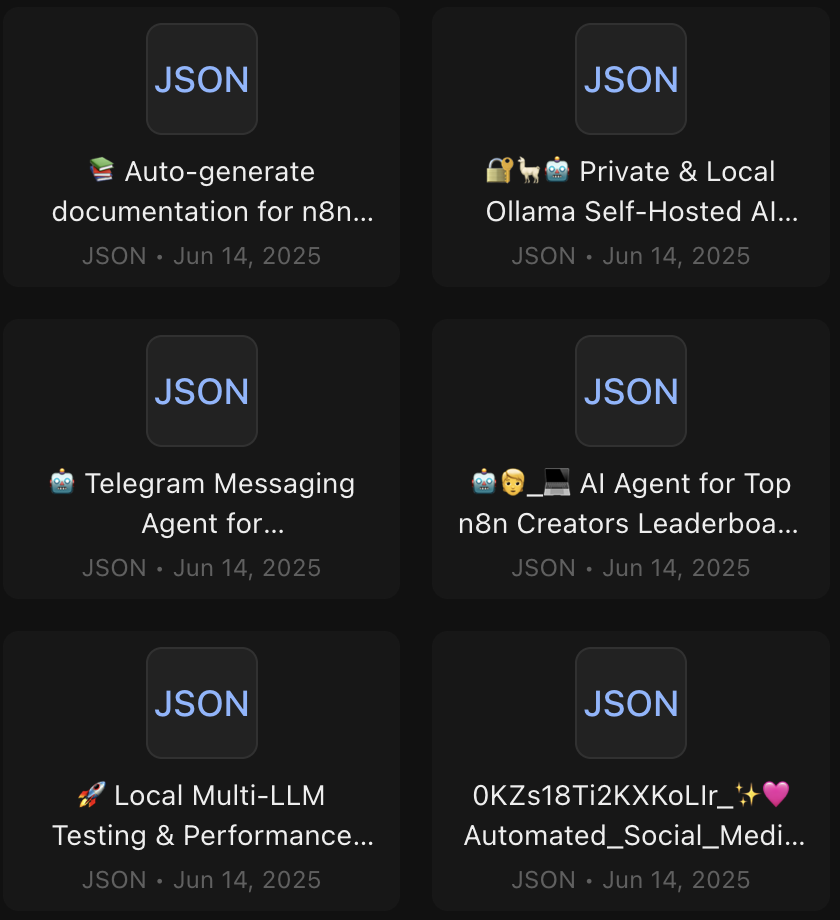 JSON
📚 Auto-generate
documentation for n8n...
JSON • Jun 14, 2025
JSON
🔐🦙🤖 Private & Local
Ollama Self-Hosted AI...
JSON • Jun 14, 2025
JSON
🤖 Telegram Messaging
Agent for...
JSON • Jun 14, 2025
JSON
🤖🧑_💻 AI Agent for Top
n8n Creators Leaderboa...
JSON • Jun 14, 2025
JSON
🚀 Local Multi-LLM
Testing & Performance...
JSON • Jun 14, 2025
JSON
0KZs18Ti2KXKoLIr_✨🩷
Automated_Social_Medi...
JSON • Jun 14, 2025